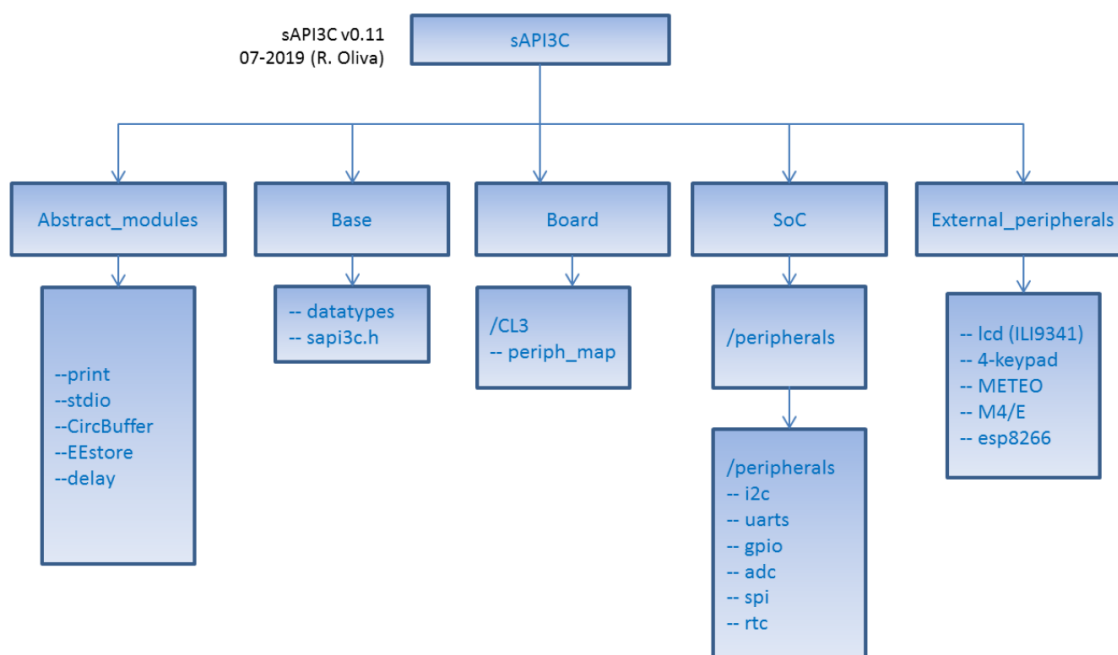 sAPI3C v0.11
07-2019 (R. Oliva)
sAPI3C
Abstract_modules
Base
Board
SoC
External_peripherals
--print
--stdio
--CircBuffer
--EEstore
--delay
-- datatypes
-- sapi3c.h
/CL3
-- periph_map
/peripherals
/peripherals
-- i2c
-- uarts
-- gpio
-- adc
-- spi
-- rtc
-- lcd (ILI9341)
-- 4-keypad
-- METEO
-- M4/E
-- esp8266